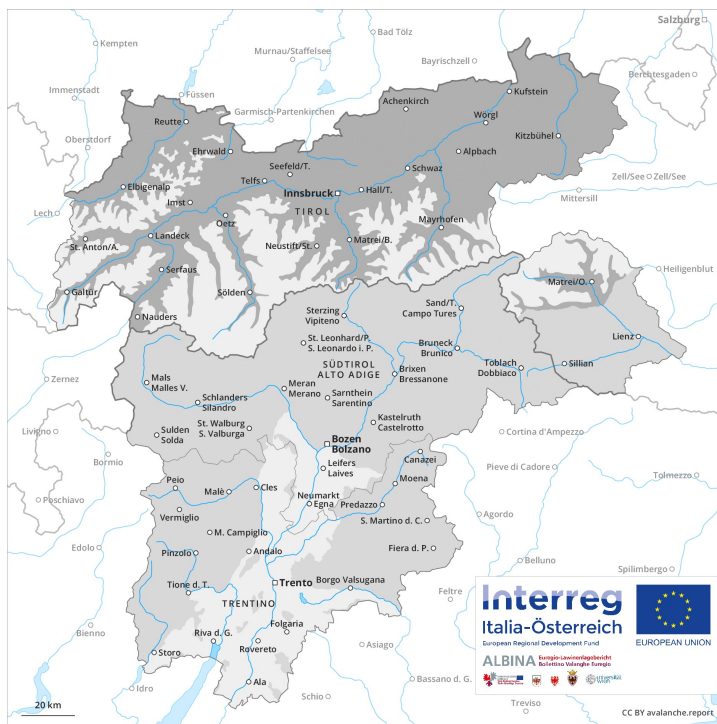 Salzburg
Kempten
Bad Tölz
Murnau/Staffelsee
Bayrischzell
Berchtesgaden
Immenstadt
Füssen
Achenkirch
Kufstein
Garmisch-Partenkirchen
Reutte
Wörgl
Oberstdorf
Kitzbühel
Ehrwald
Alpbach
Seefeld/T.
Schwaz
Zell/See
Zell/See
Telfs
Elbigenalp
Innsbruck
Hall/T.
Mittersill
Imst
TIROL
Lech
Oetz
Mayrhofen
Landeck
St. Anton/A.
Neustift/St.
Matrei/B.
Serfaus
Heiligenblut
Matrei/O.
Galtür
Sölden
Nauders
Sterzing
Vipiteno
Sand/T.
Campo Tures
Lienz
St. Leonhard/P.
S. Leonardo i. P.
Bruneck
Brunico
SÜDTIROL
ALTO ADIGE
Toblach
Dobbiaco
Sillian
Brixen
Bressanone
Zernez
Mals
Malles V.
Meran
Merano
Sarnthein
Sarentino
Schlanders
Silandro
Kastelruth
Castelrotto
St. Walburg
S. Valburga
Sulden
Solda
Livigno
Cortina d'Ampezzo
Bozen
Bolzano
Bormio
Canazei
Pieve di Cadore
Leifers
Laives
Tolmezzo
Peio
Malè
Cles
Moena
Poschiavo
Neumarkt
Egna
Predazzo
Vermiglio
Agordo
S. Martino d. C.
M. Campiglio
Edolo
Pinzolo
Andalo
Fiera d. P.
Belluno
Spilimbergo
Tione d. T.
Trento
Borgo Valsugana
Feltre
TRENTINO
Folgaria
Bienno
Riva d. G.
Rovereto
Storo
Asiago
Ala
Idro
Schio
Bassano d. G.
Treviso
20 km
Interreg
Italia-Österreich
European Regional Development Fund
EUROPEAN UNION
ALBINA
Euregio-Lawinenlagebericht
Bollettino Valanghe Euregio
universität
wien
CC BY avalanche.report